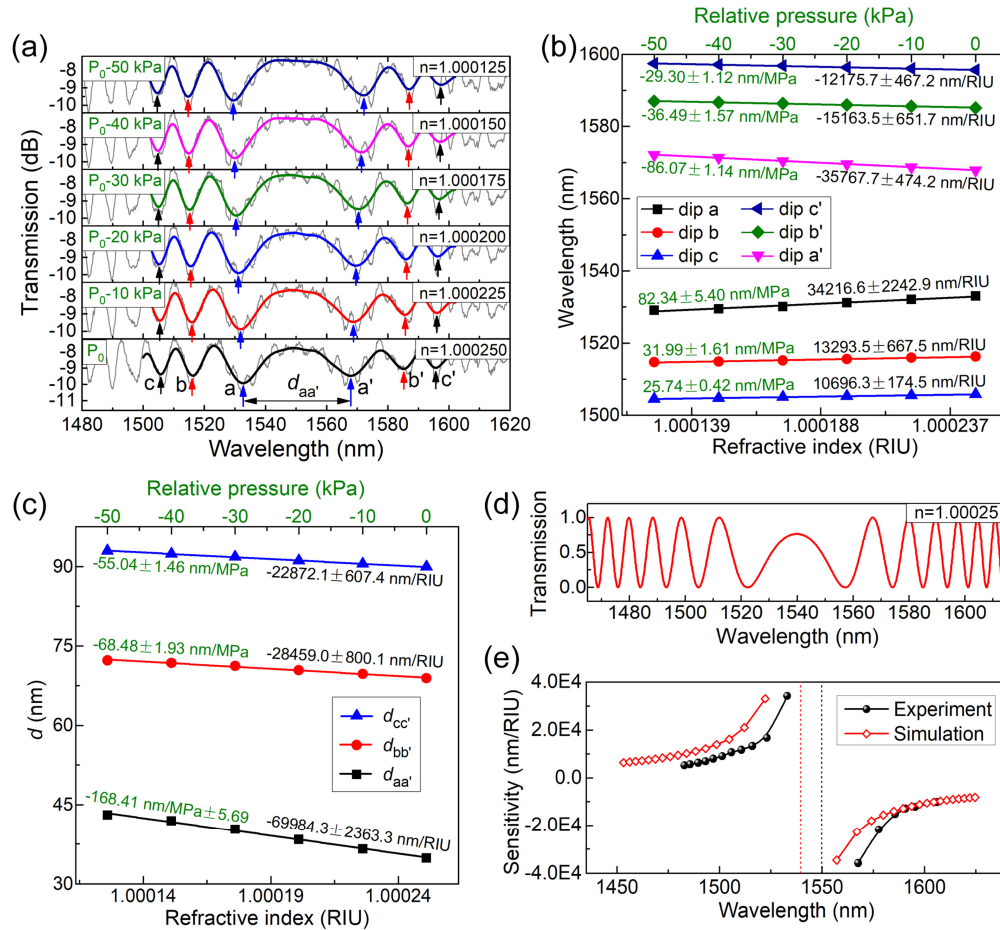 (a)
Transmission (dB)
P0-50 kPa
n=1.000125
-8
-9
-10
P0-40 kPa
n=1.000150
-8
-10
P0-30 kPa
n=1.000175
-8
-10
P0-20 kPa
n=1.000200
-8
-9
-10
P0-10 kPa
n=1.000225
-8
-9
-10
P0
n=1.000250
-8
-9
-10
-11
c b a daa' a' b' c'
1480 1500 1520 1540 1560 1580 1600 1620
Wavelength (nm)
(b)
Relative pressure (kPa)
-50 -40 -30 -20 -10 0
Wavelength (nm)
1600
1580
1560
1540
1520
1500
-29.30±1.12 nm/MPa
-12175.7±467.2 nm/RIU
-36.49±1.57 nm/MPa
-15163.5±651.7 nm/RIU
-86.07±1.14 nm/MPa
-35767.7±474.2 nm/RIU
dip a dip c'
dip b dip b'
dip c dip a'
82.34±5.40 nm/MPa
34216.6±2242.9 nm/RIU
31.99±1.61 nm/MPa
13293.5±667.5 nm/RIU
25.74±0.42 nm/MPa
10696.3±174.5 nm/RIU
1.000139 1.000188 1.000237
Refractive index (RIU)
(c)
Relative pressure (kPa)
-50 -40 -30 -20 -10 0
d (nm)
90
75
60
45
30
-55.04±1.46 nm/MPa
-22872.1±607.4 nm/RIU
-68.48±1.93 nm/MPa
-28459.0±800.1 nm/RIU
dcc'
dbb'
daa'
-168.41 nm/MPa±5.69
-69984.3±2363.3 nm/RIU
1.00014 1.00019 1.00024
Refractive index (RIU)
(d)
n=1.00025
Transmission
1.0
0.5
0.0
1480 1500 1520 1540 1560 1580 1600
Wavelength (nm)
(e)
Sensitivity (nm/RIU)
4.0E4
2.0E4
0.0
-2.0E4
-4.0E4
Experiment
Simulation
1450 1500 1550 1600
Wavelength (nm)